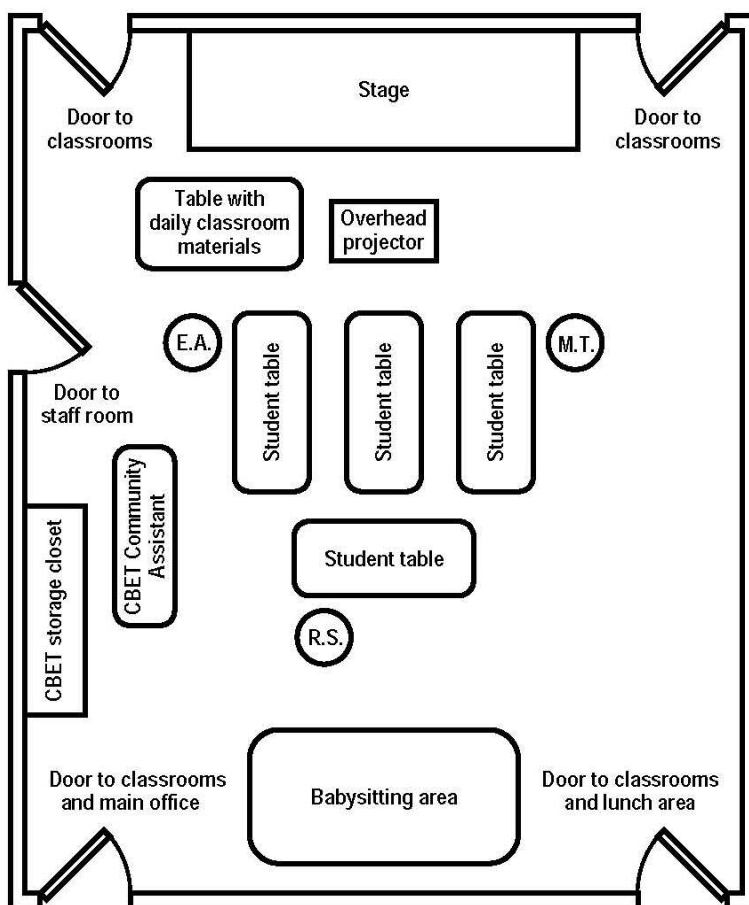 Stage
Door to
classrooms
Door to
classrooms
Table with
daily classroom
materials
Overhead
projector
E.A.
Student table
Student table
Student table
M.T.
Door to
staff room
CBET Community
Assistant
CBET storage closet
Student table
R.S.
Door to classrooms
and main office
Babysitting area
Door to classrooms
and lunch area